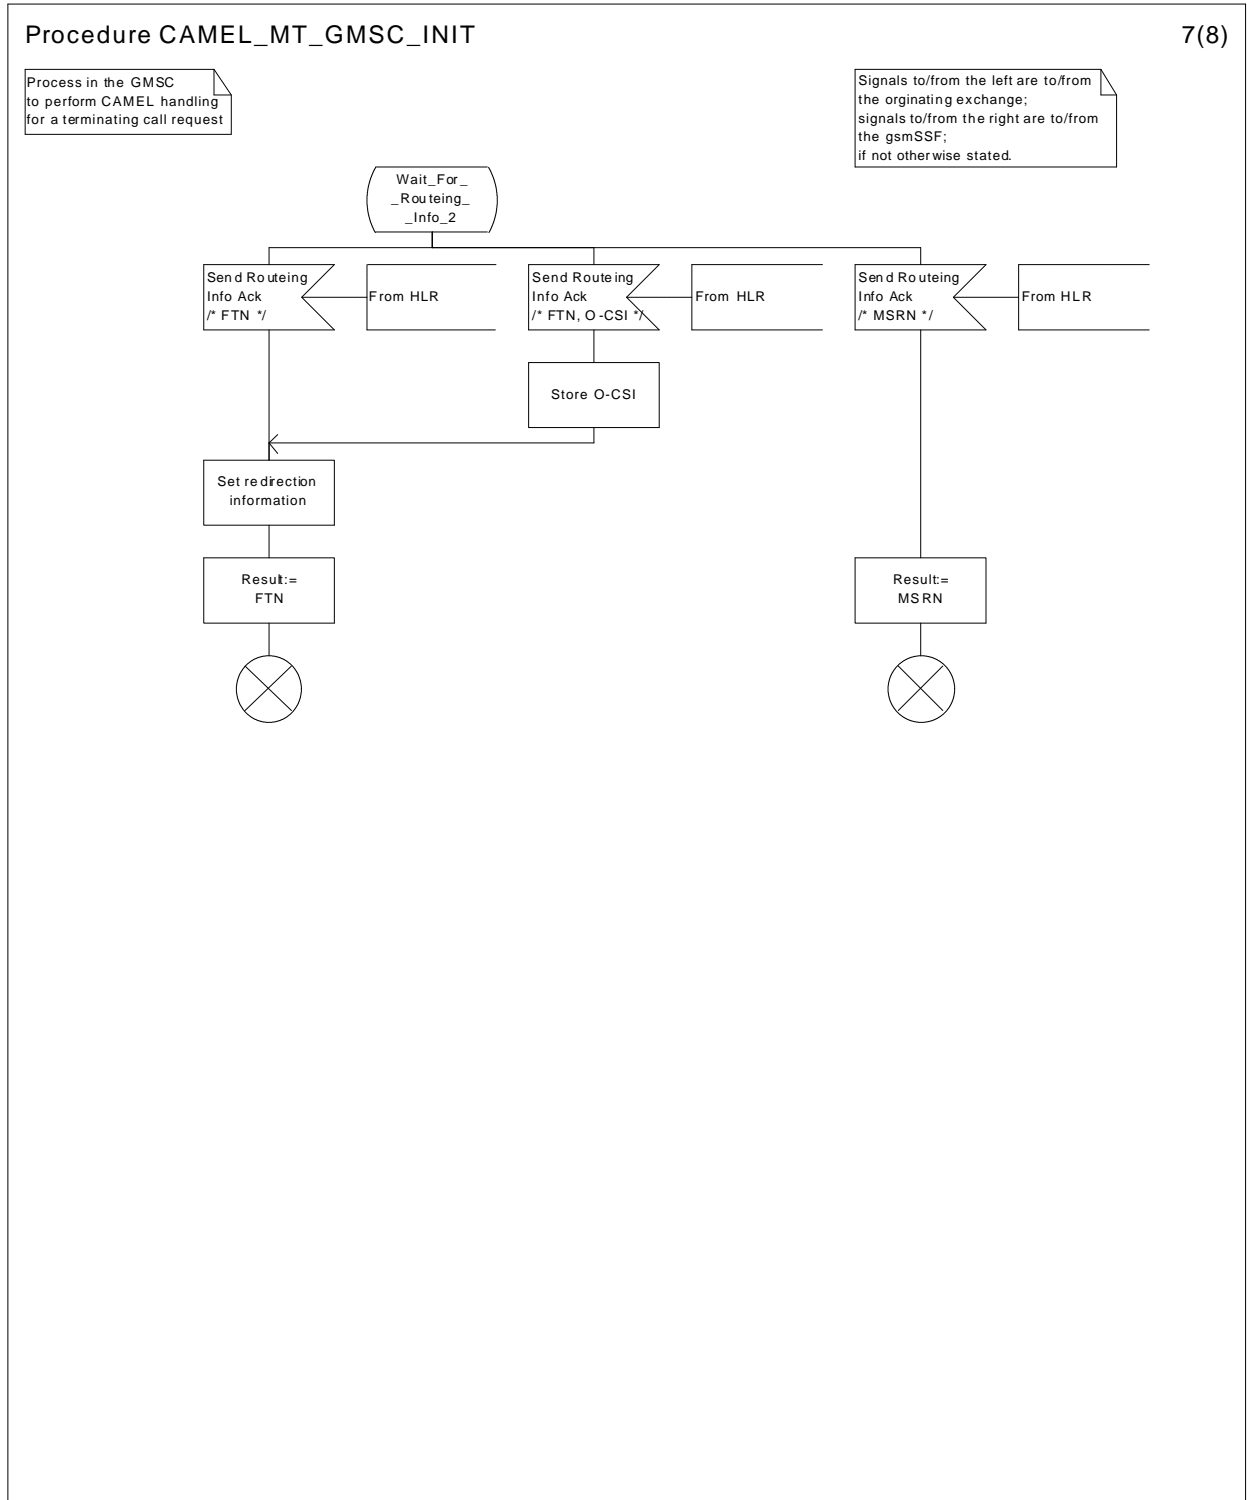 Procedure CAMEL_MT_GMSC_INIT
7(8)
Process in the GMSC
to perform CAMEL handling
for a terminating call request
Signals to/from the left are to/from
the orginating exchange;
signals to/from the right are to/from
the gsmSSF;
if not otherwise stated.
Wait_For_
_Routeing_
_Info_2
Send Routeing
Info Ack
/* FTN */
From HLR
Send Routeing
Info Ack
/* FTN, O-CSI */
From HLR
Send Routeing
Info Ack
/* MSRN */
From HLR
Store O-CSI
Set redirection
information
Result:=
FTN
Result:=
MSRN